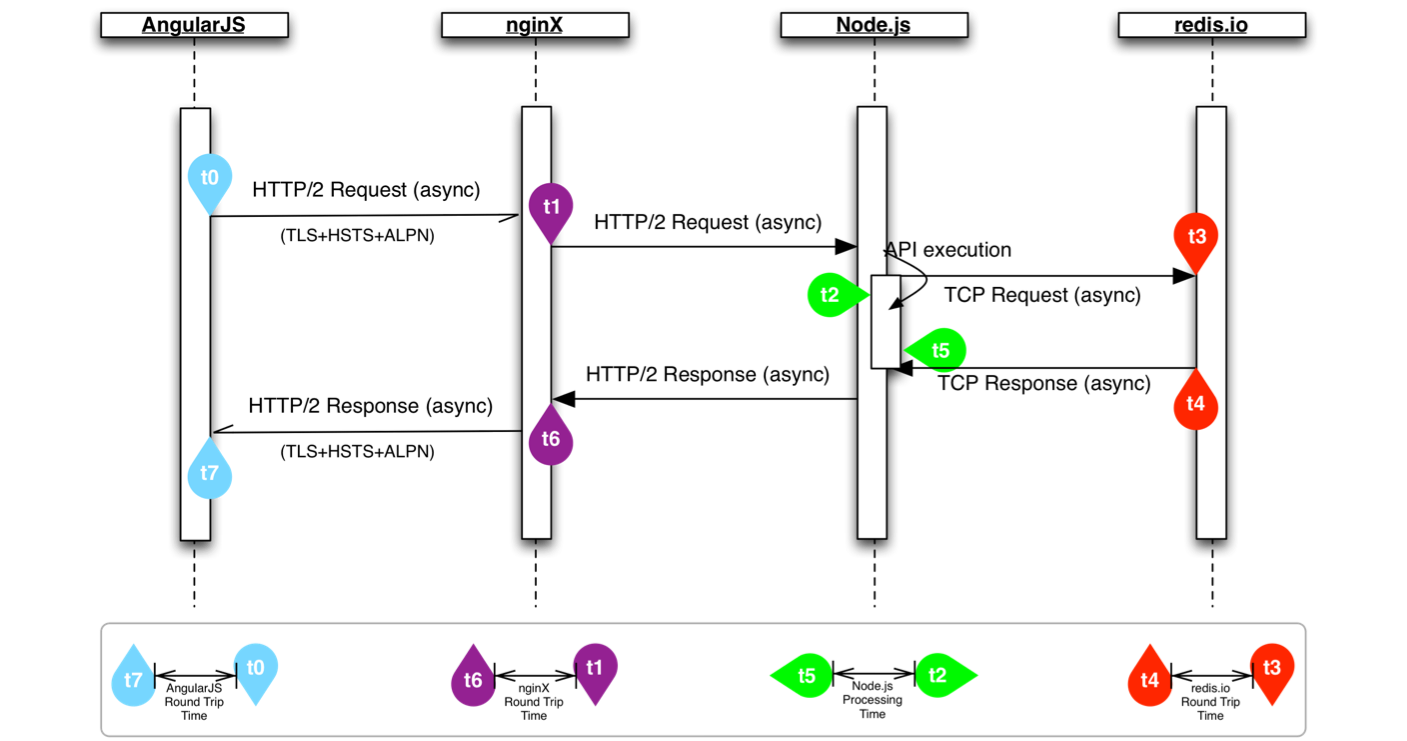 AngularJS
nginX
Node.js
redis.io
t0
HTTP/2 Request (async)
(TLS+HSTS+ALPN)
t1
HTTP/2 Request (async)
API execution
t3
t2
TCP Request (async)
t5
HTTP/2 Response (async)
TCP Response (async)
HTTP/2 Response (async)
t4
(TLS+HSTS+ALPN)
t6
t7
t7
AngularJS
Round Trip
Time
t0
t6
nginX
Round Trip
Time
t1
t5
Node.js
Processing
Time
t2
t4
redis.io
Round Trip
Time
t3